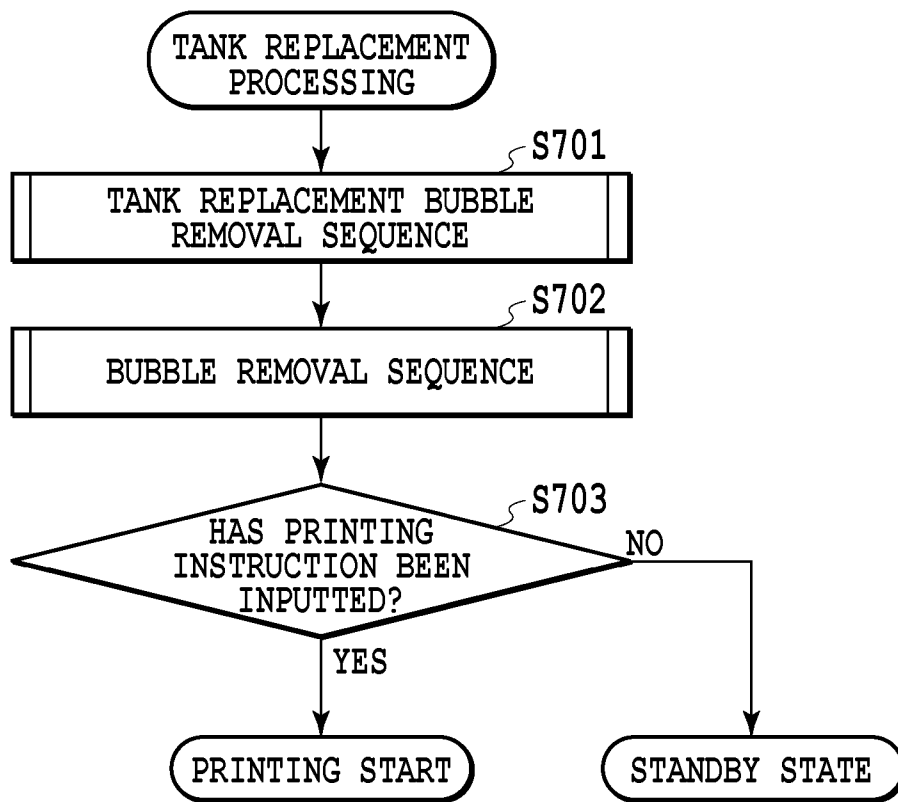 TANK REPLACEMENT
PROCESSING
S701
TANK REPLACEMENT BUBBLE
REMOVAL SEQUENCE
S702
BUBBLE REMOVAL SEQUENCE
S703
HAS PRINTING
INSTRUCTION BEEN
INPUTTED?
NO
YES
PRINTING START
STANDBY STATE